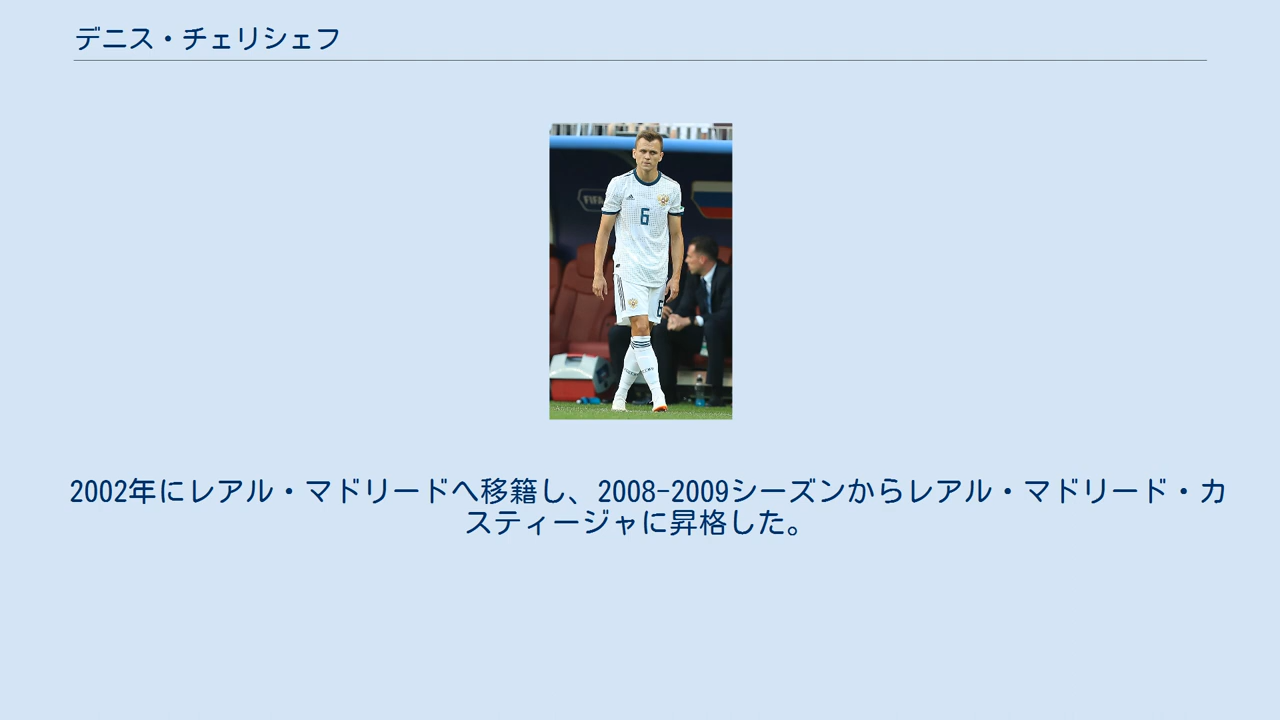 デニス・チェリシェフ
FIFA
6
6
2002年にレアル・マドリードへ移籍し、2008-2009シーズンからレアル・マドリード・カ
スティージャに昇格した。